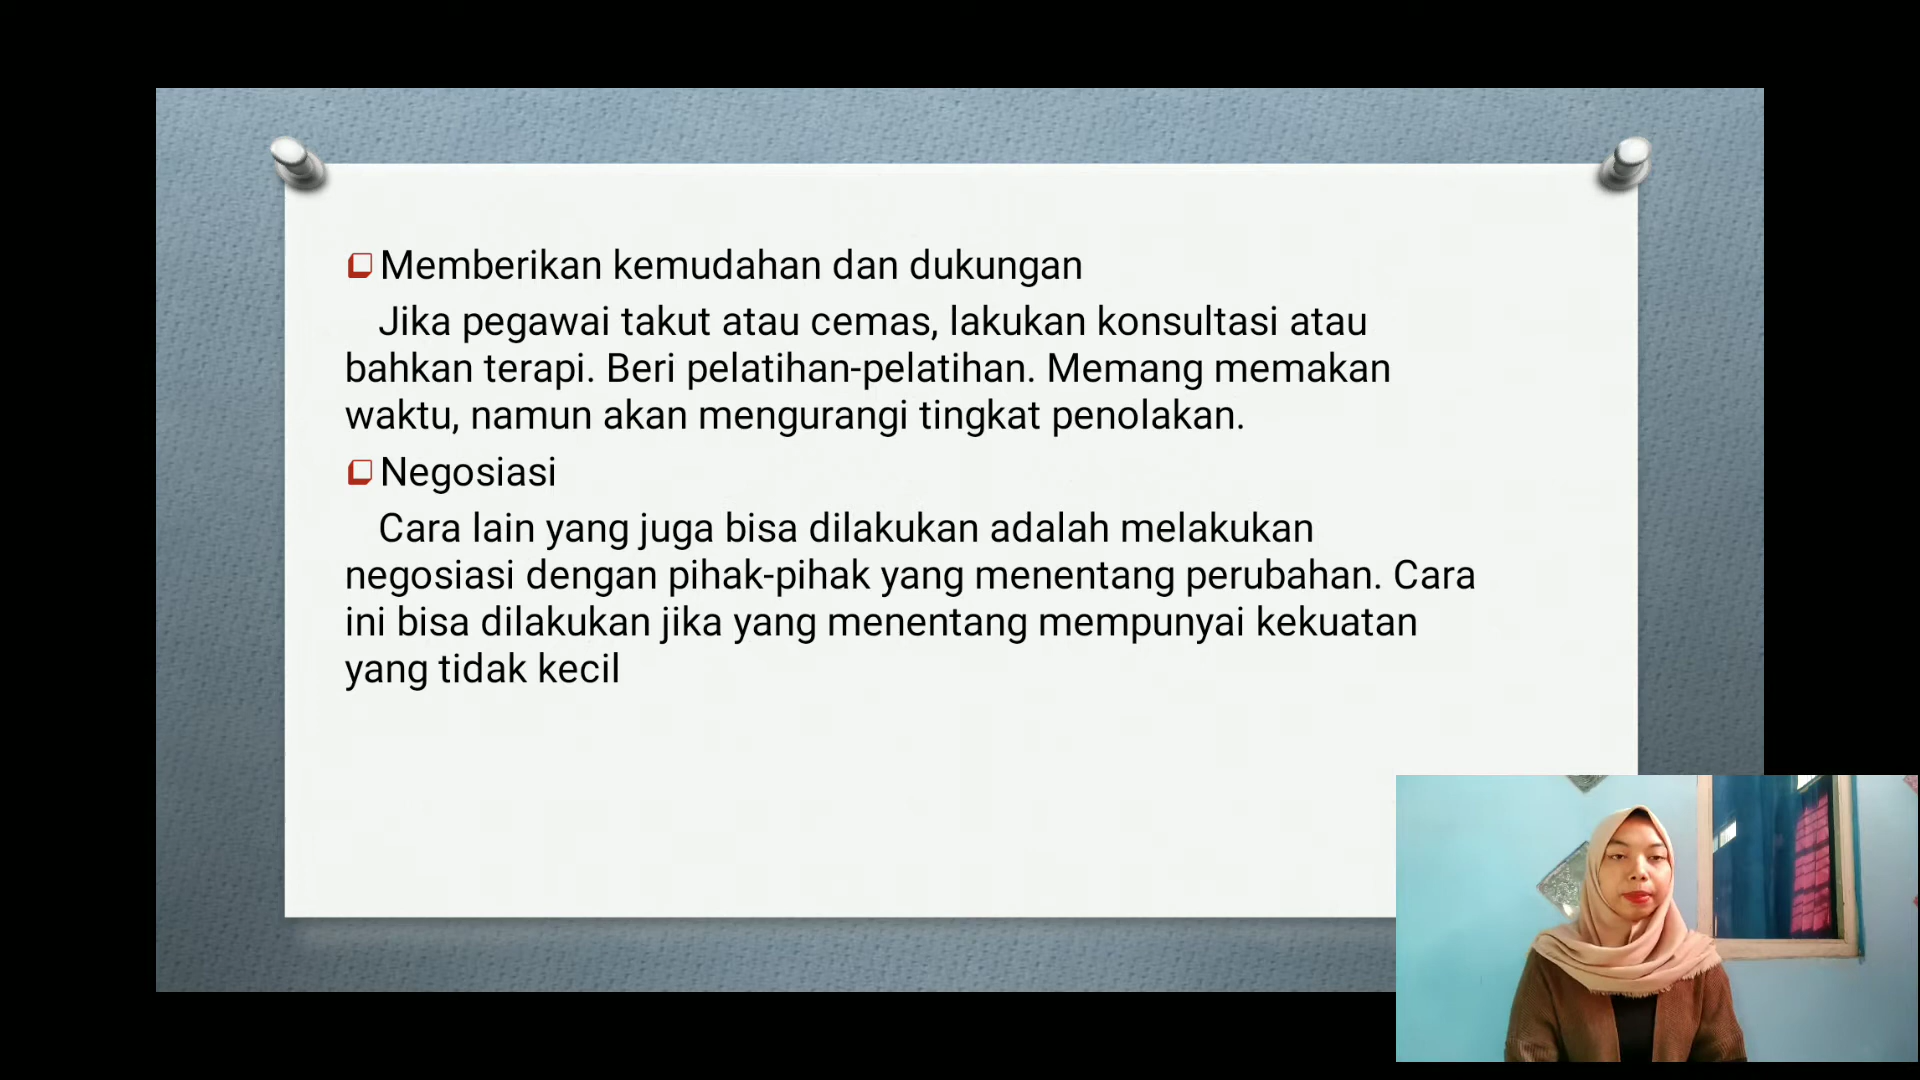 Memberikan kemudahan dan dukungan
Jika pegawai takut atau cemas, lakukan konsultasi atau
bahkan terapi. Beri pelatihan-pelatihan. Memang memakan
waktu, namun akan mengurangi tingkat penolakan.
Negosiasi
Cara lain yang juga bisa dilakukan adalah melakukan
negosiasi dengan pihak-pihak yang menentang perubahan. Cara
ini bisa dilakukan jika yang menentang mempunyai kekuatan
yang tidak kecil